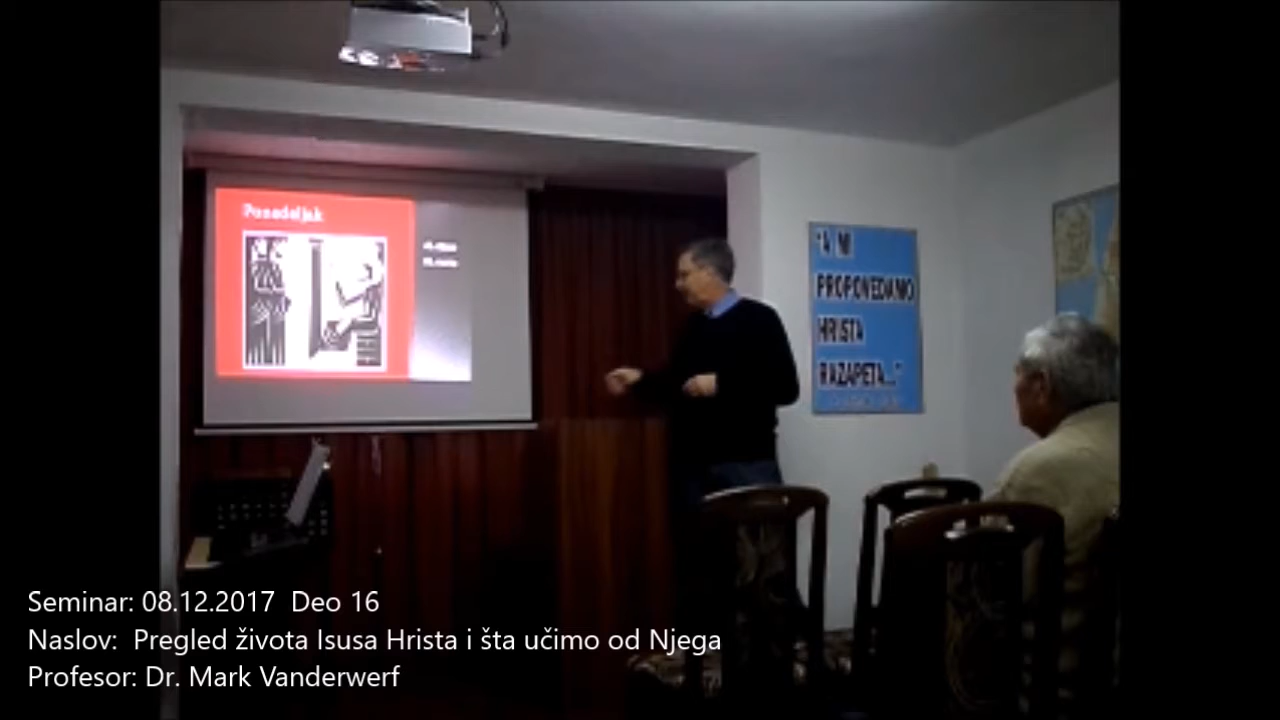 Ponedeljak
"A MI
PROPOVEDAMO
HRISTA
RAZAPETA..."
Seminar: 08.12.2017 Deo 16
Naslov: Pregled života Isusa Hrista i šta učimo od Njega
Profesor: Dr. Mark Vanderwerf